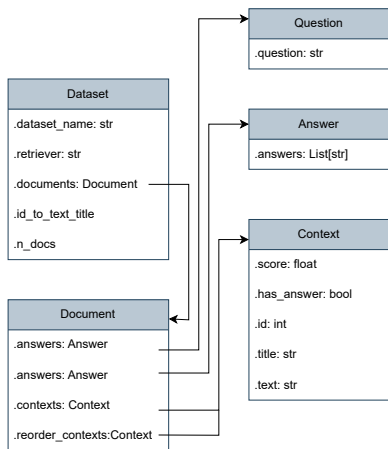 Question
.question: str
Dataset
.dataset_name: str
.retriever: str
.documents: Document
.id_to_text_title
.n_docs
Answer
.answers: List[str]
Context
.score: float
.has_answer: bool
.id: int
.title: str
.text: str
Document
.answers: Answer
.answers: Answer
.contexts: Context
.reorder_contexts:Context